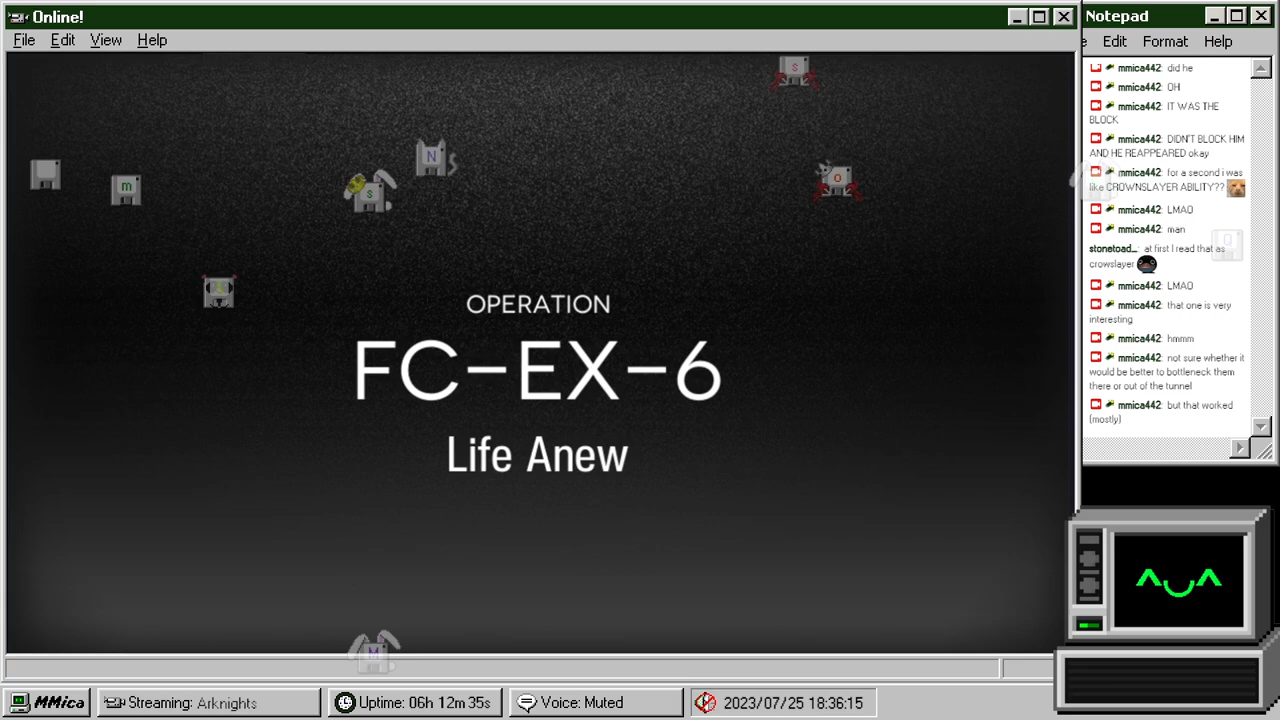 Online!
File Edit View Help
OPERATION
FC-EX-6
Life Anew
m
s
N
s
o
M
Notepad
Edit Format Help
mmica442: did he
mmica442: OH
mmica442: IT WAS THE
BLOCK
mmica442: DIDN'T BLOCK HIM
AND HE REAPPEARED okay
mmica442: for a second i was
like CROWNSLAYER ABILITY??
mmica442: LMAO
mmica442: man
stonetoad_: at first I read that as
crowslayer
mmica442: LMAO
mmica442: that one is very
interesting
mmica442: hmmm
mmica442: not sure whether it
would be better to bottleneck them
there or out of the tunnel
mmica442: but that worked
(mostly)
MMica
Streaming: Arknights
Uptime: 06h 12m 35s
Voice: Muted
2023/07/25 18:36:15